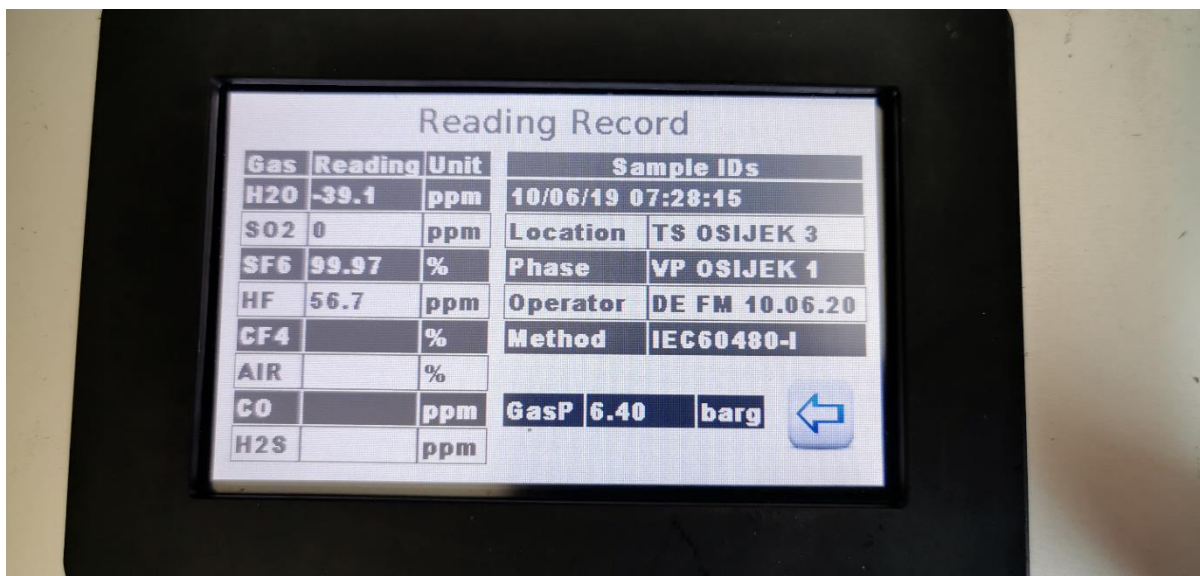 Reading Record
Gas Reading Unit
H2O -39.1 ppm
SO2 0 ppm
SF6 99.97 %
HF 56.7 ppm
CF4 %
AIR %
CO ppm
H2S ppm
Sample IDs
10/06/19 07:28:15
Location TS OSIJEK 3
Phase VP OSIJEK 1
Operator DE FM 10.06.20
Method IEC60480-I
GasP 6.40 barg